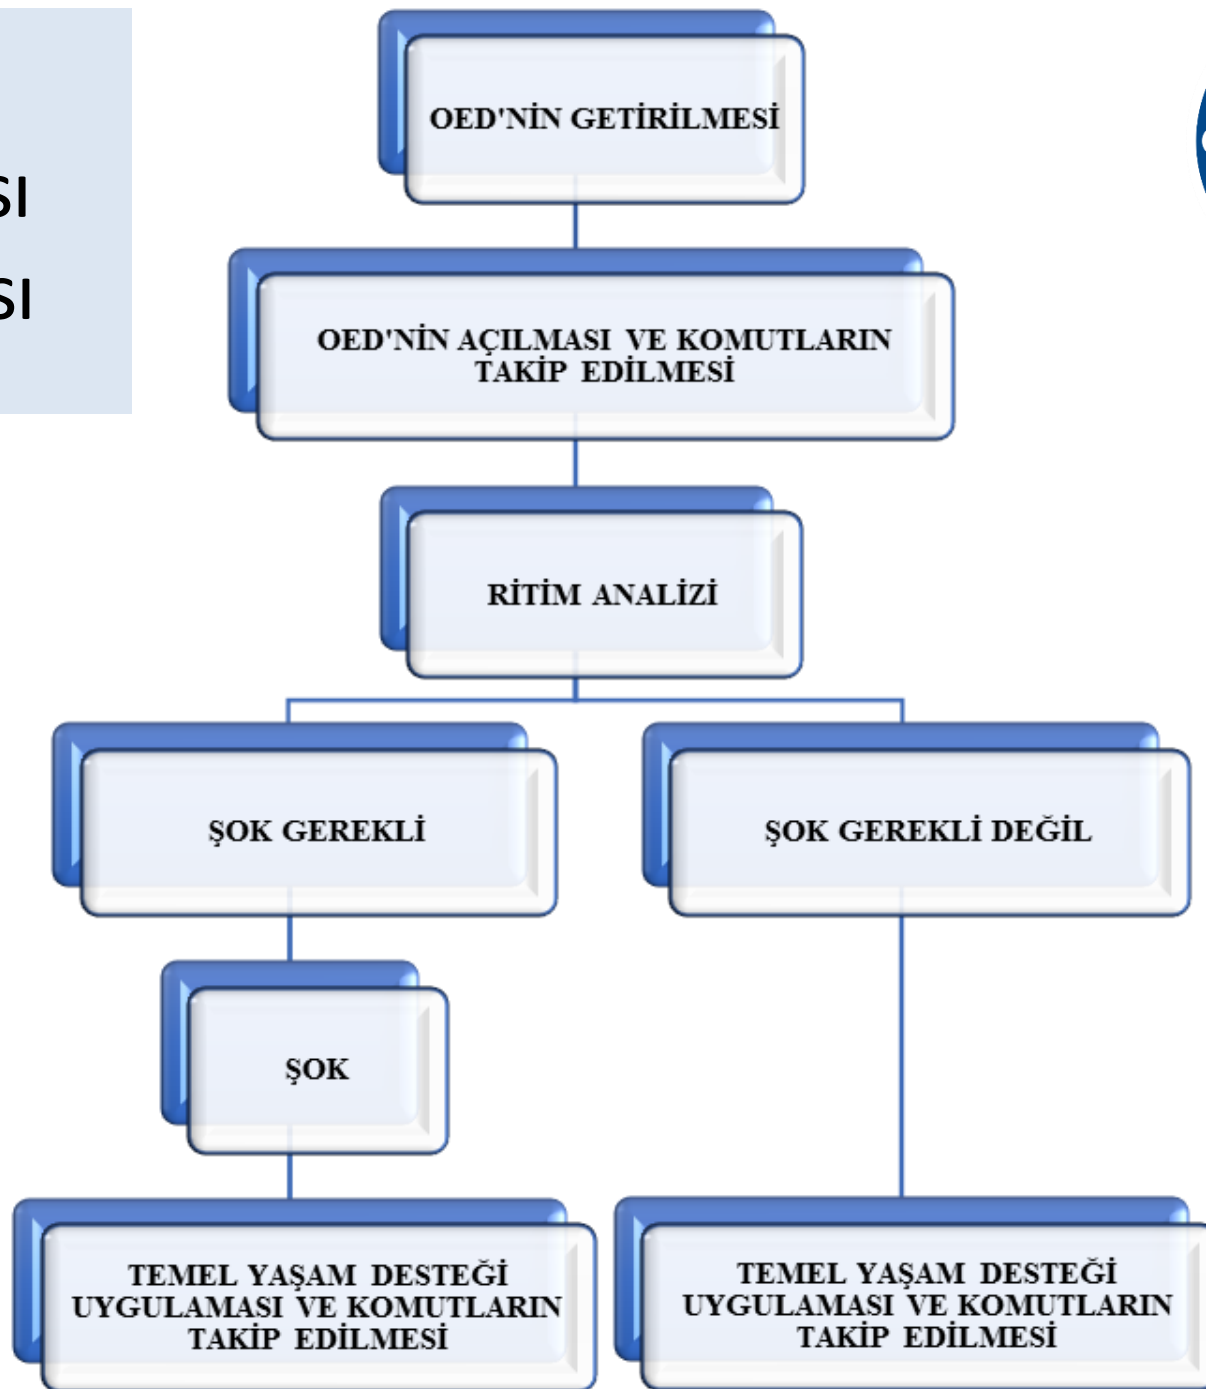 SI
SI
OED'NİN GETİRİLMESİ
OED'NİN AÇILMASI VE KOMUTLARIN
TAKİP EDİLMESİ
RİTİM ANALİZİ
ŞOK GEREKLİ
ŞOK GEREKLİ DEĞİL
ŞOK
TEMEL YAŞAM DESTEĞİ
UYGULAMASI VE KOMUTLARIN
TAKİP EDİLMESİ
TEMEL YAŞAM DESTEĞİ
UYGULAMASI VE KOMUTLARIN
TAKİP EDİLMESİ